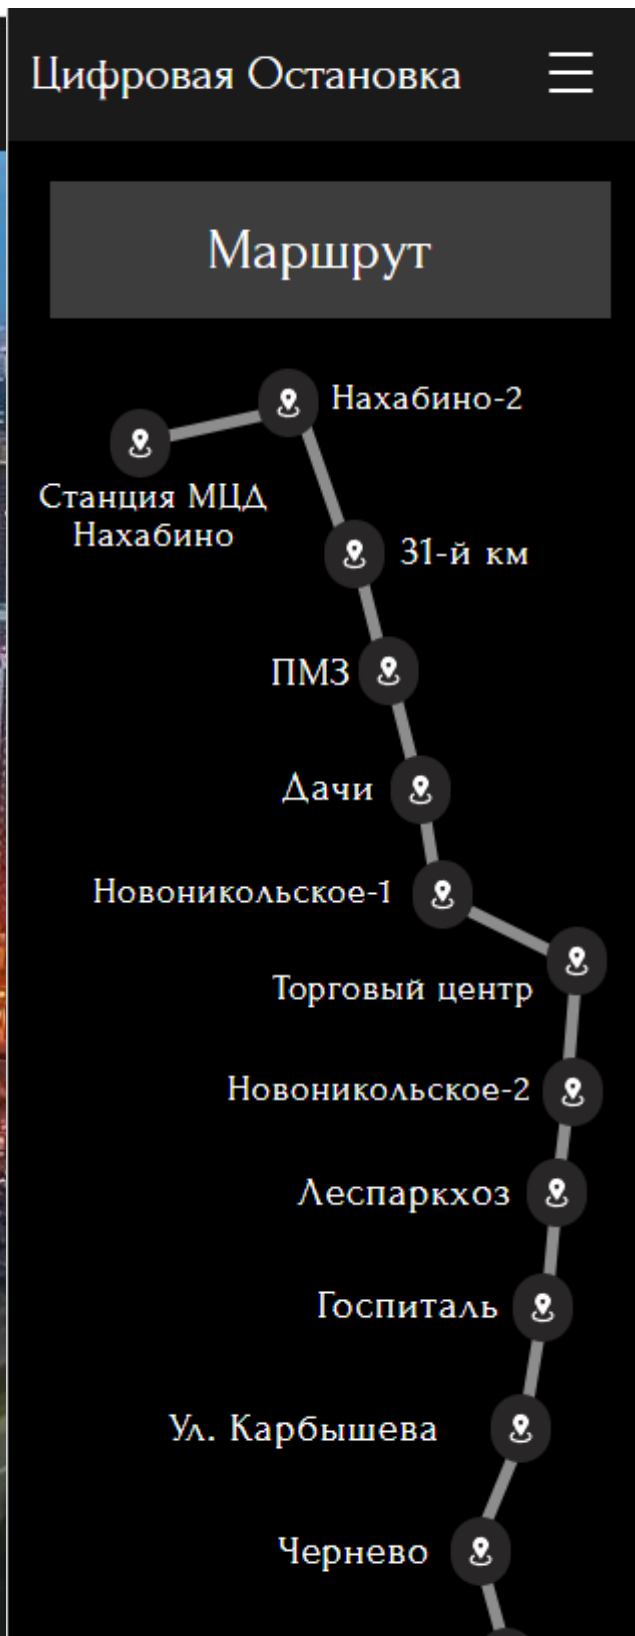 Цифровая Остановка
Маршрут
Нахабино-2
Станция МЦД
Нахабино
31-й км
ПМЗ
Дачи
Новоникольское-1
Торговый центр
Новоникольское-2
Леспаркхоз
Госпиталь
Ул. Карбышева
Чернево